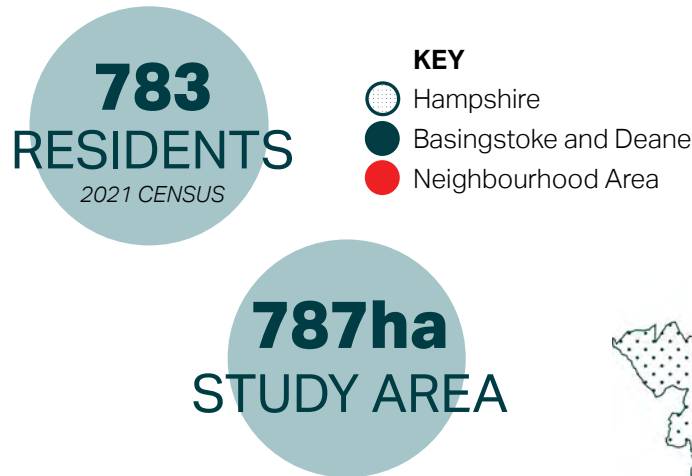 783
RESIDENTS
2021 CENSUS
KEY
Hampshire
Basingstoke and Deane
Neighbourhood Area
787ha
STUDY AREA